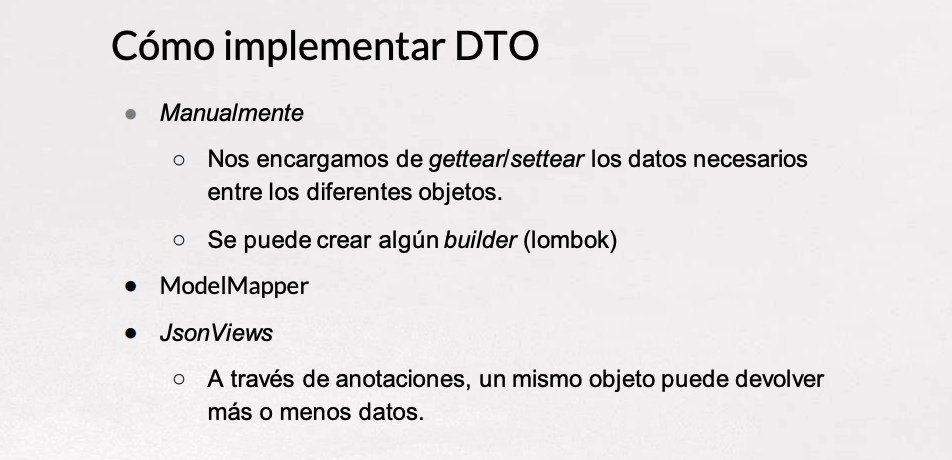 Cómo implementar DTO
● Manualmente
○ Nos encargamos de gettear/settear los datos necesarios
entre los diferentes objetos.
○ Se puede crear algún builder (lombok)
● ModelMapper
● JsonViews
○ A través de anotaciones, un mismo objeto puede devolver
más o menos datos.